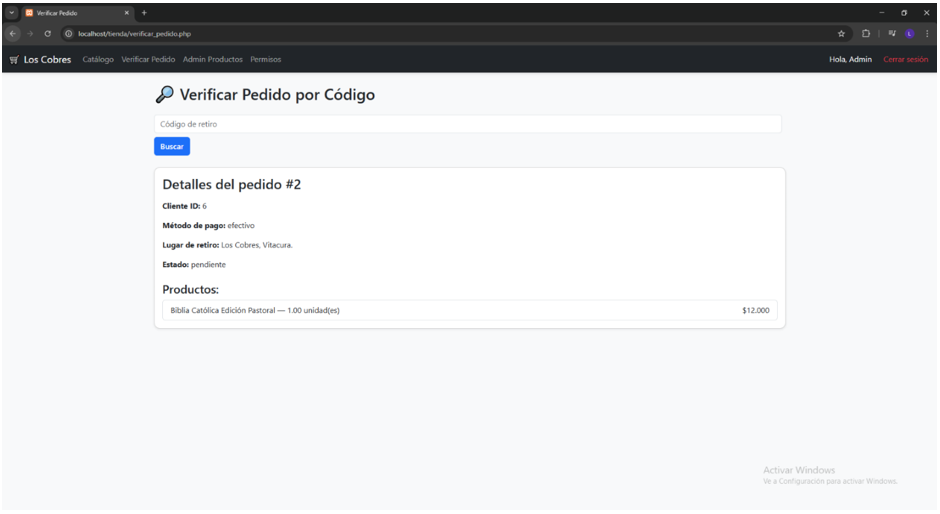 Verificar Pedido
localhost/tienda/verificar_pedido.php
L
Los Cobres Catálogo Verificar Pedido Admin Productos Permisos Hola, Admin Cerrar sesión
Verificar Pedido por Código
Código de retiro
Buscar
Detalles del pedido #2
Cliente ID: 6
Método de pago: efectivo
Lugar de retiro: Los Cobres, Vitacura.
Estado: pendiente
Productos:
Biblia Católica Edición Pastoral — 1.00 unidad(es) $12.000
Activar Windows
Ve a Configuración para activar Windows.